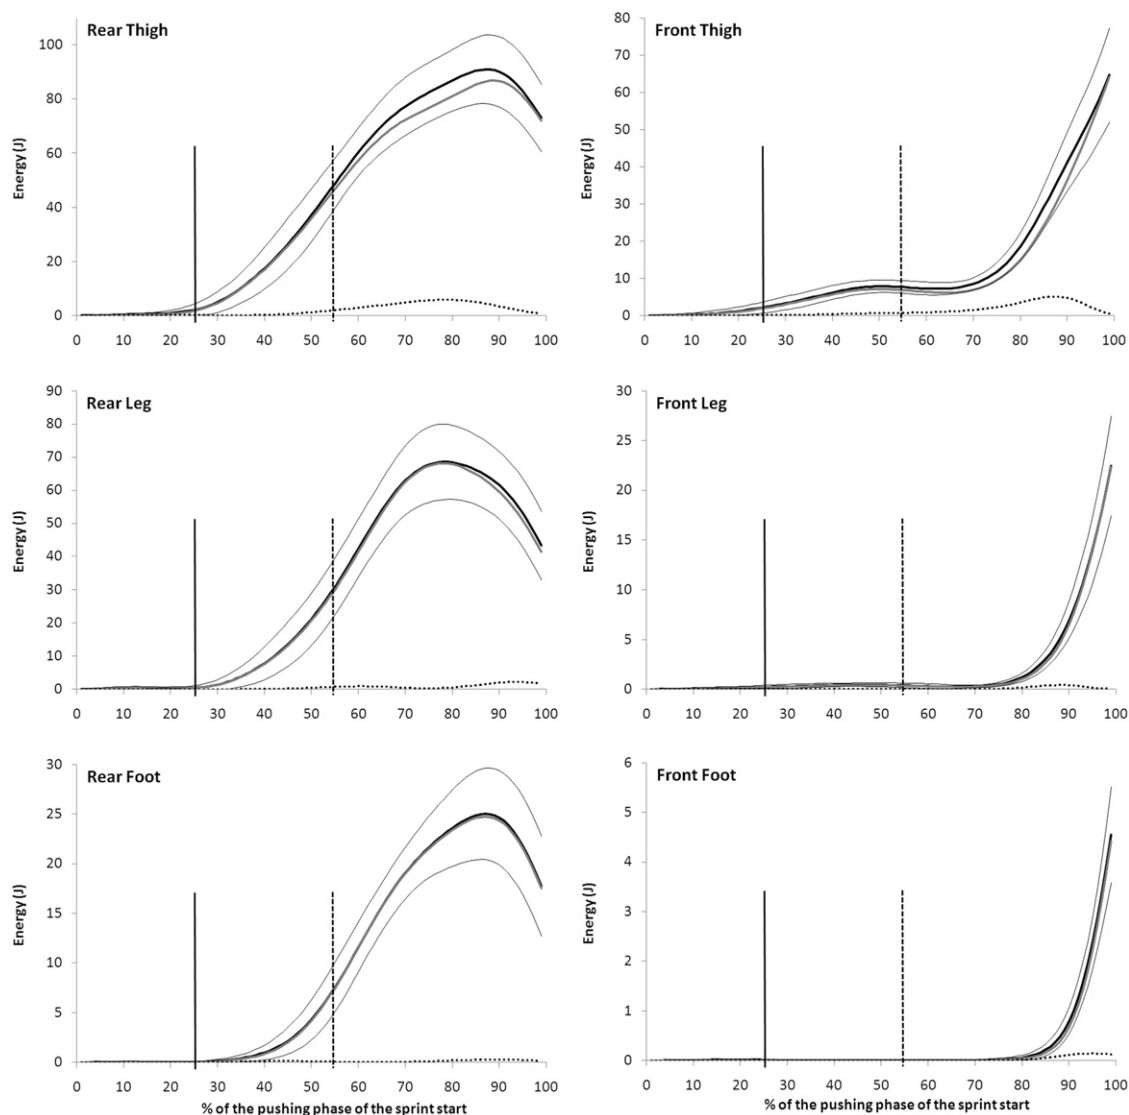 Rear Thigh
Energy (J)
100
80
60
40
20
0
0 10 20 30 40 50 60 70 80 90 100
Front Thigh
Energy (J)
80
70
60
50
40
30
20
10
0
0 10 20 30 40 50 60 70 80 90 100
Rear Leg
Energy (J)
90
80
70
60
50
40
30
20
10
0
0 10 20 30 40 50 60 70 80 90 100
Front Leg
Energy (J)
30
25
20
15
10
5
0
0 10 20 30 40 50 60 70 80 90 100
Rear Foot
Energy (J)
30
25
20
15
10
5
0
0 10 20 30 40 50 60 70 80 90 100
% of the pushing phase of the sprint start
Front Foot
Energy (J)
6
5
4
3
2
1
0
0 10 20 30 40 50 60 70 80 90 100
% of the pushing phase of the sprint start